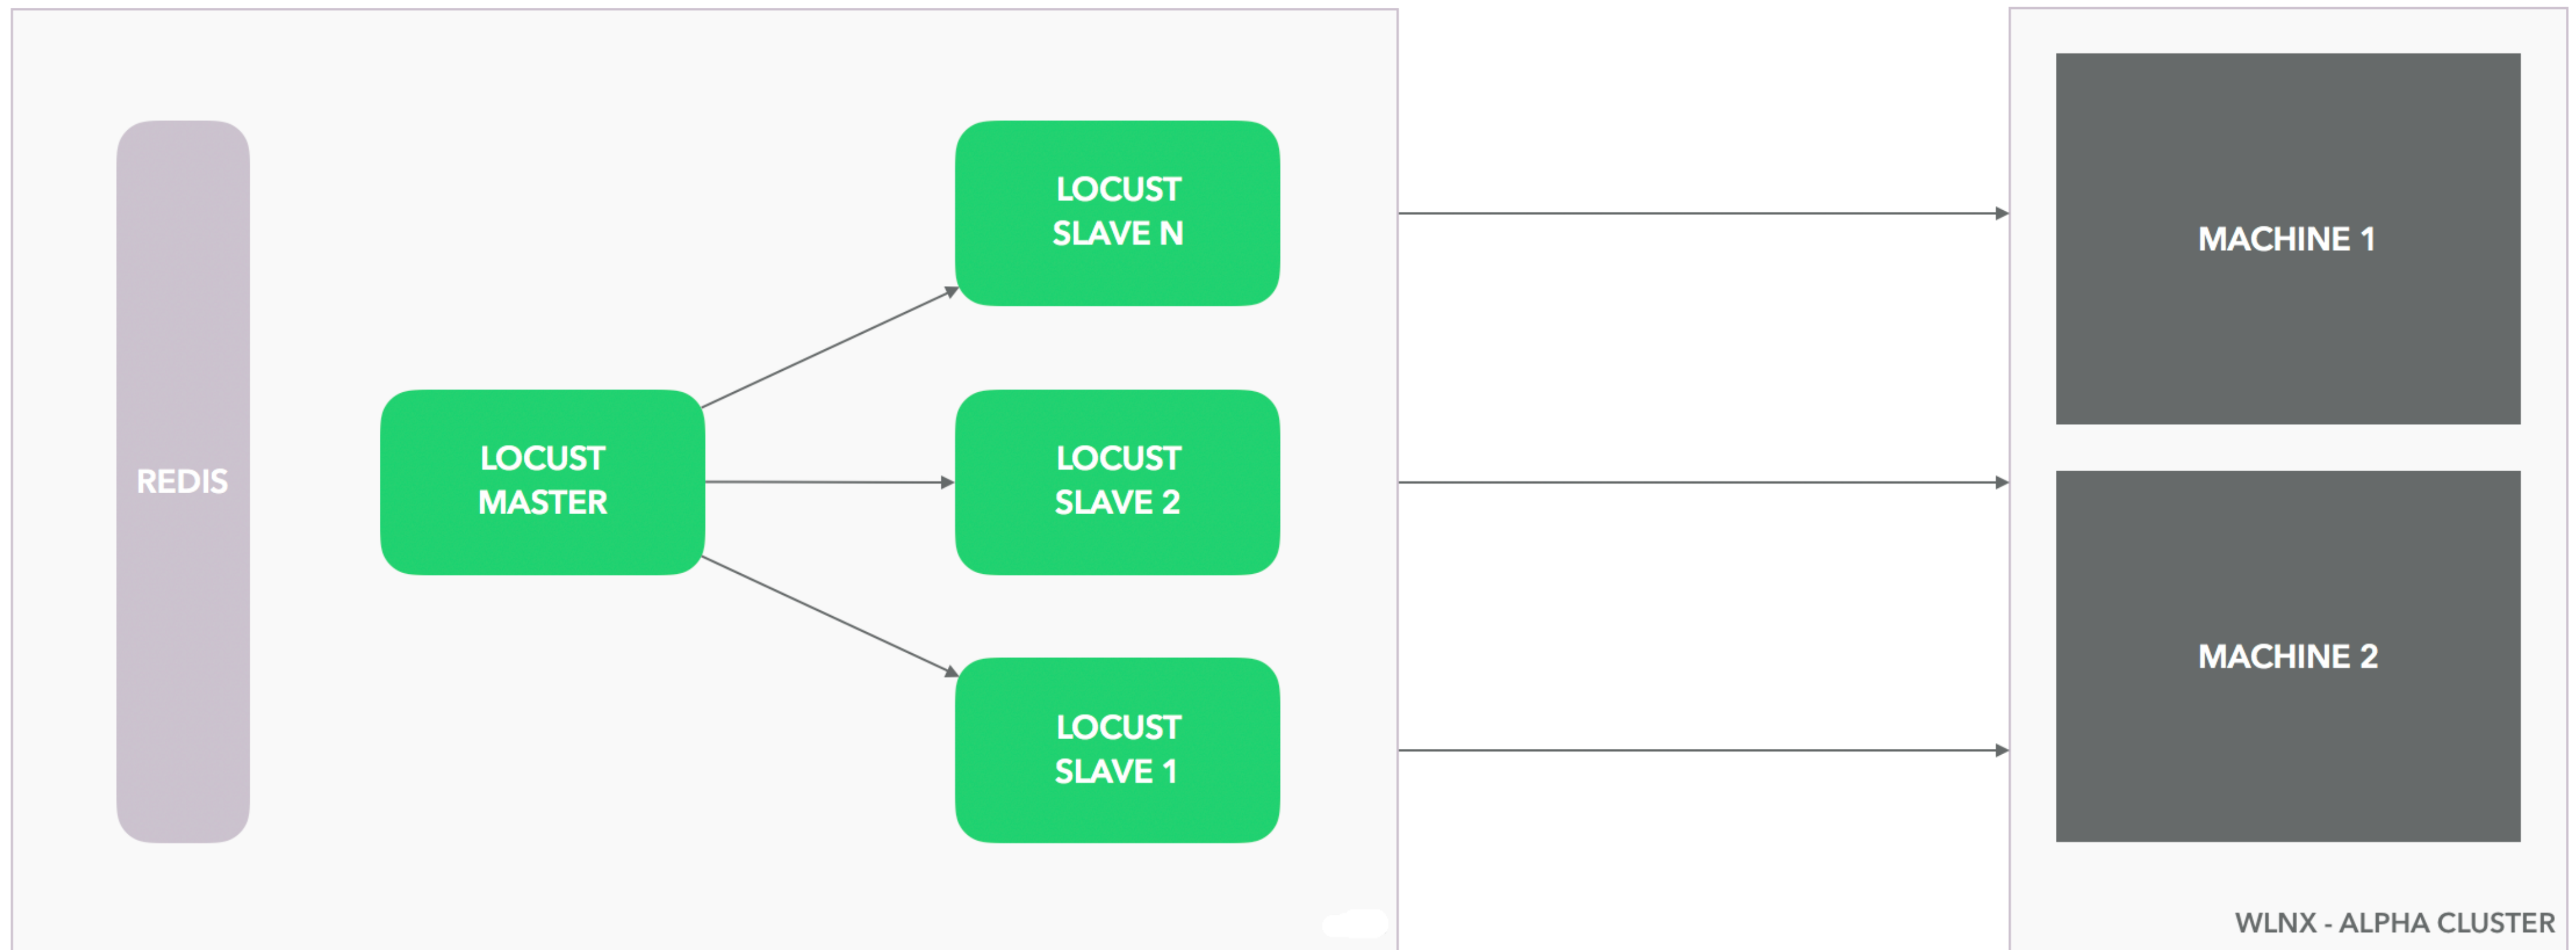 REDIS
LOCUST
MASTER
LOCUST
SLAVE N
LOCUST
SLAVE 2
LOCUST
SLAVE 1
MACHINE 1
MACHINE 2
WLNX - ALPHA CLUSTER